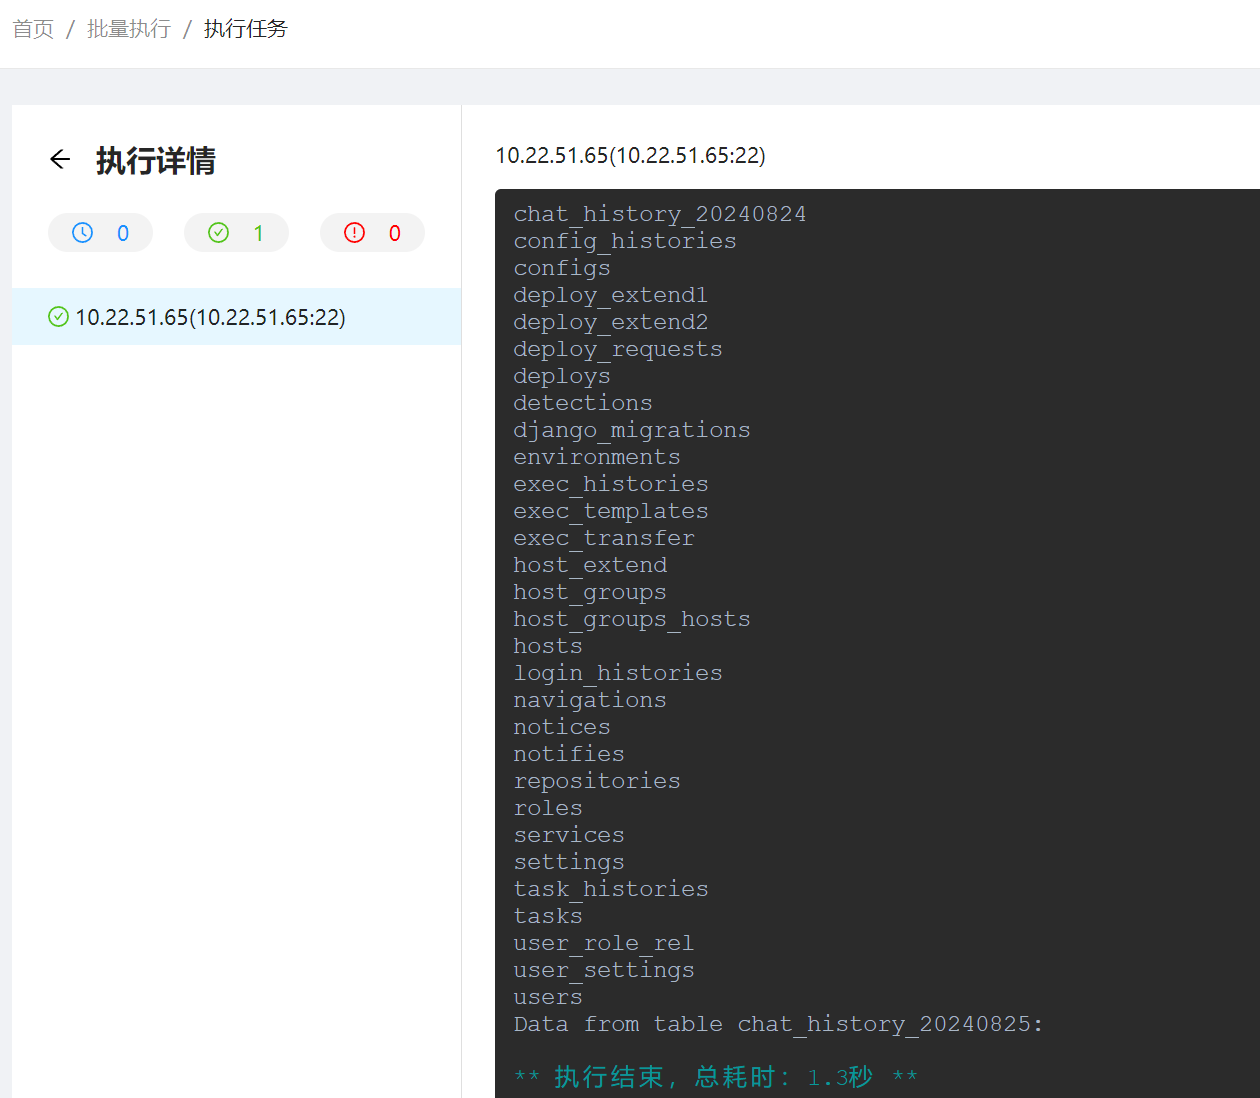 首页 / 批量执行 / 执行任务
执行详情
0 1 0
10.22.51.65(10.22.51.65:22)
10.22.51.65(10.22.51.65:22)
chat_history_20240824
config_histories
configs
deploy_extend1
deploy_extend2
deploy_requests
deploys
detections
django_migrations
environments
exec_histories
exec_templates
exec_transfer
host_extend
host_groups
host_groups_hosts
hosts
login_histories
navigations
notices
notifies
repositories
roles
services
settings
task_histories
tasks
user_role_rel
user_settings
users
Data from table chat_history_20240825:
** 执行结束, 总耗时: 1.3秒 **